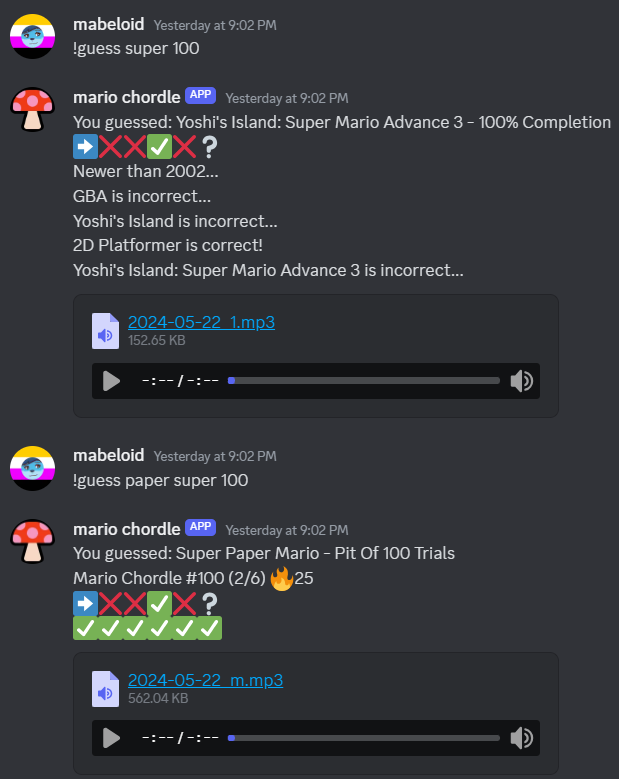 mabeloid Yesterday at 9:02 PM
!guess super 100
mario chordle APP Yesterday at 9:02 PM
You guessed: Yoshi's Island: Super Mario Advance 3 - 100% Completion
➡️❌❌✅❌❔
Newer than 2002...
GBA is incorrect...
Yoshi's Island is incorrect...
2D Platformer is correct!
Yoshi's Island: Super Mario Advance 3 is incorrect...
2024-05-22_1.mp3
152.65 KB
-:-- / -:--
mabeloid Yesterday at 9:02 PM
!guess paper super 100
mario chordle APP Yesterday at 9:02 PM
You guessed: Super Paper Mario - Pit Of 100 Trials
Mario Chordle #100 (2/6) 🔥25
➡️❌❌✅❌❔
✅✅✅✅✅✅
2024-05-22_m.mp3
562.04 KB
-:-- / -:--